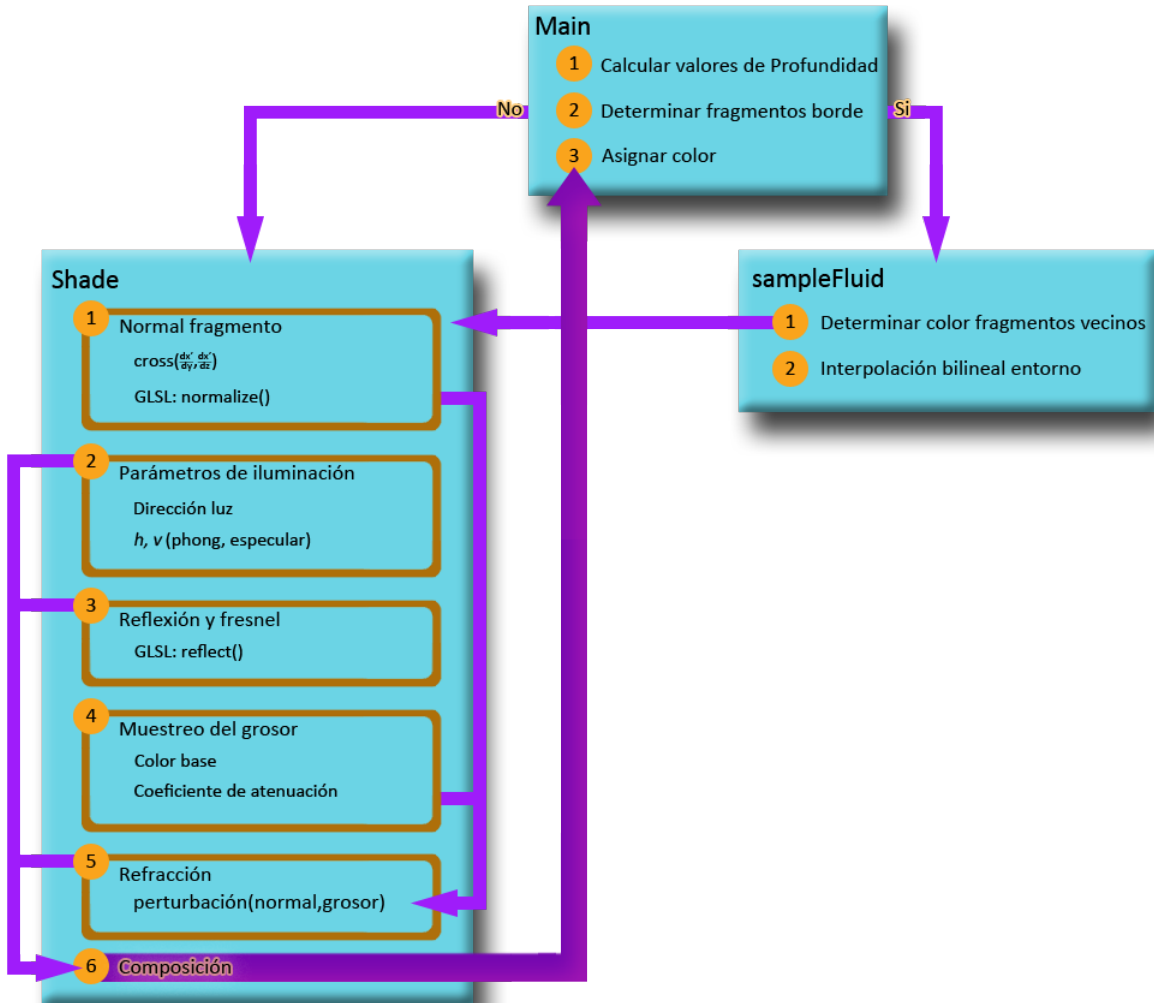 Main
1 Calcular valores de Profundidad
2 Determinar fragmentos borde
3 Asignar color
No
Si
Shade
1 Normal fragmento
cross(dx'/dy, dx'/dz)
GLSL: normalize()
2 Parámetros de iluminación
Dirección luz
h, v (phong, especular)
3 Reflexión y fresnel
GLSL: reflect()
4 Muestreo del grosor
Color base
Coeficiente de atenuación
5 Refracción
perturbación(normal,grosor)
6 Composición
sampleFluid
1 Determinar color fragmentos vecinos
2 Interpolación bilineal entorno